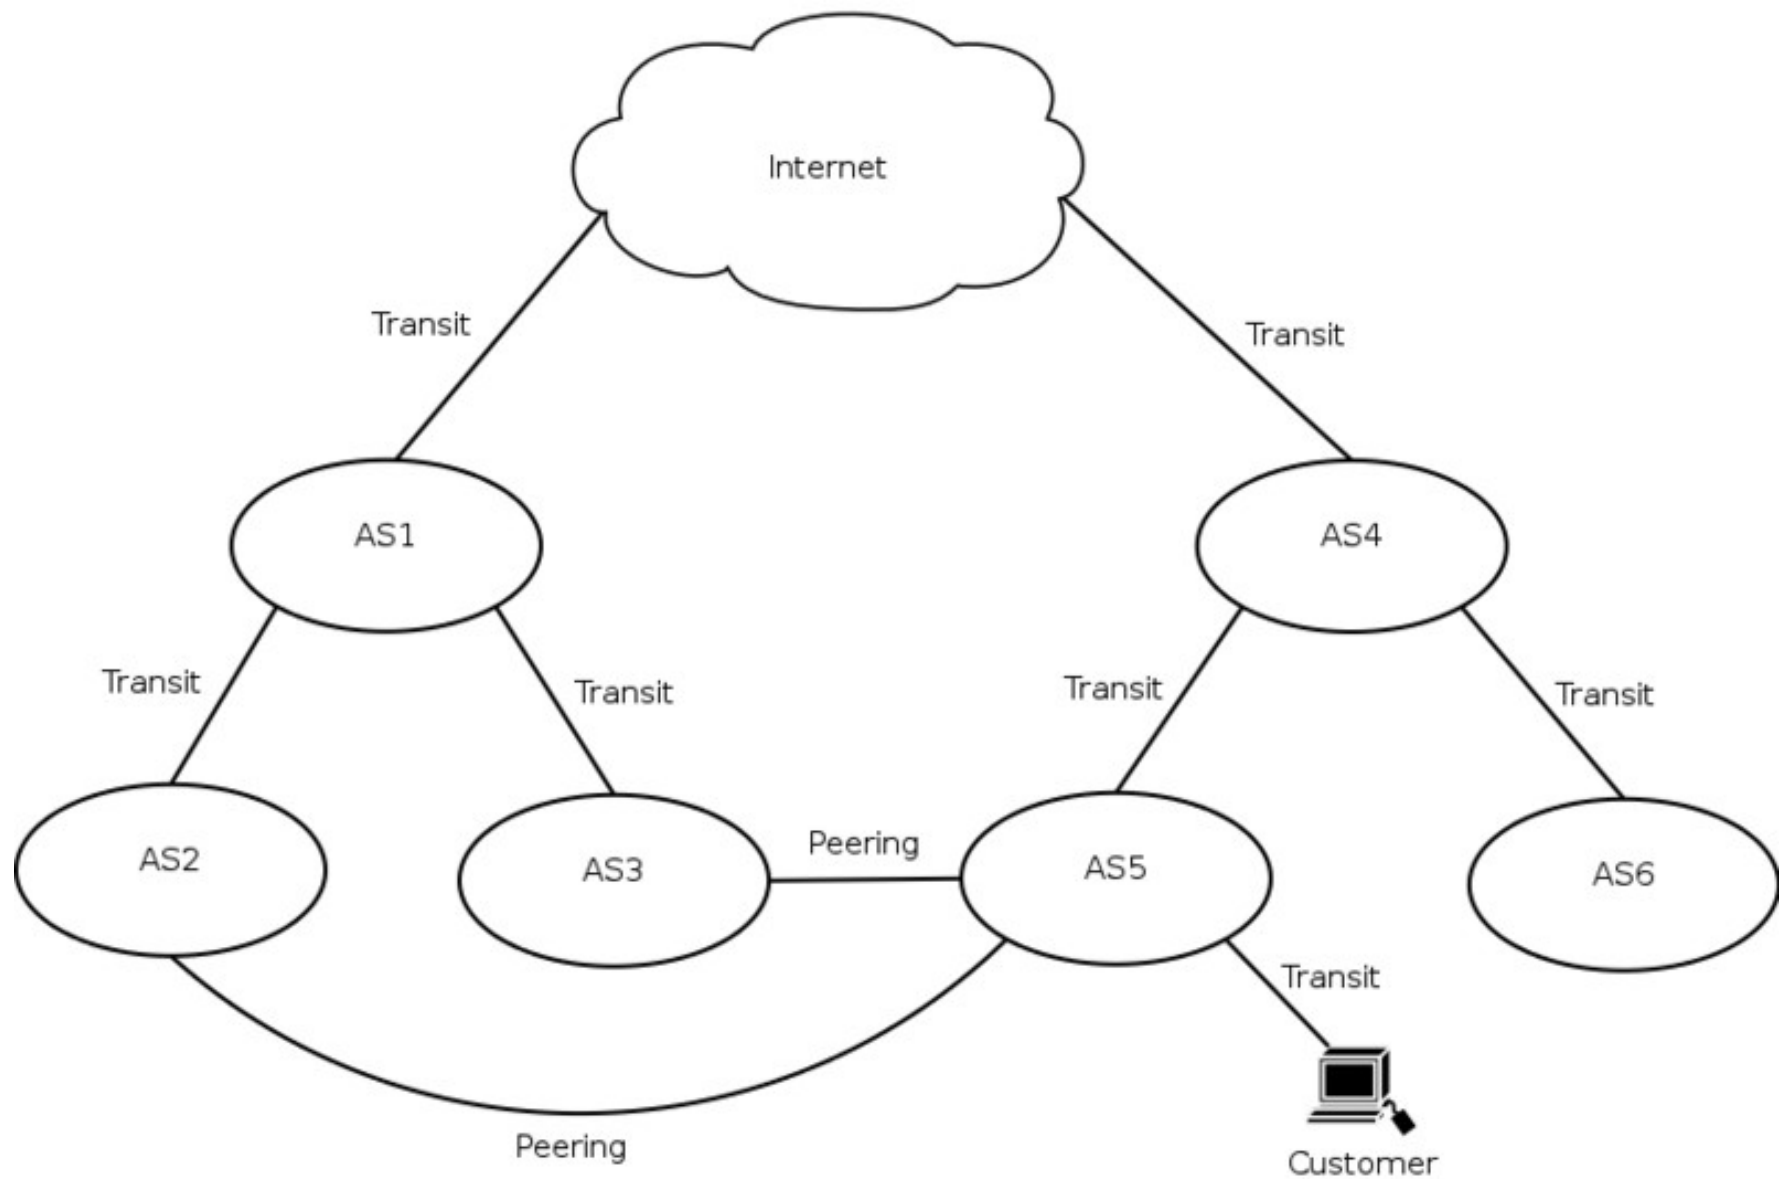 Internet
Transit
Transit
AS1
AS4
Transit
Transit
Transit
Transit
AS2
AS3
Peering
AS5
AS6
Transit
Peering
Customer